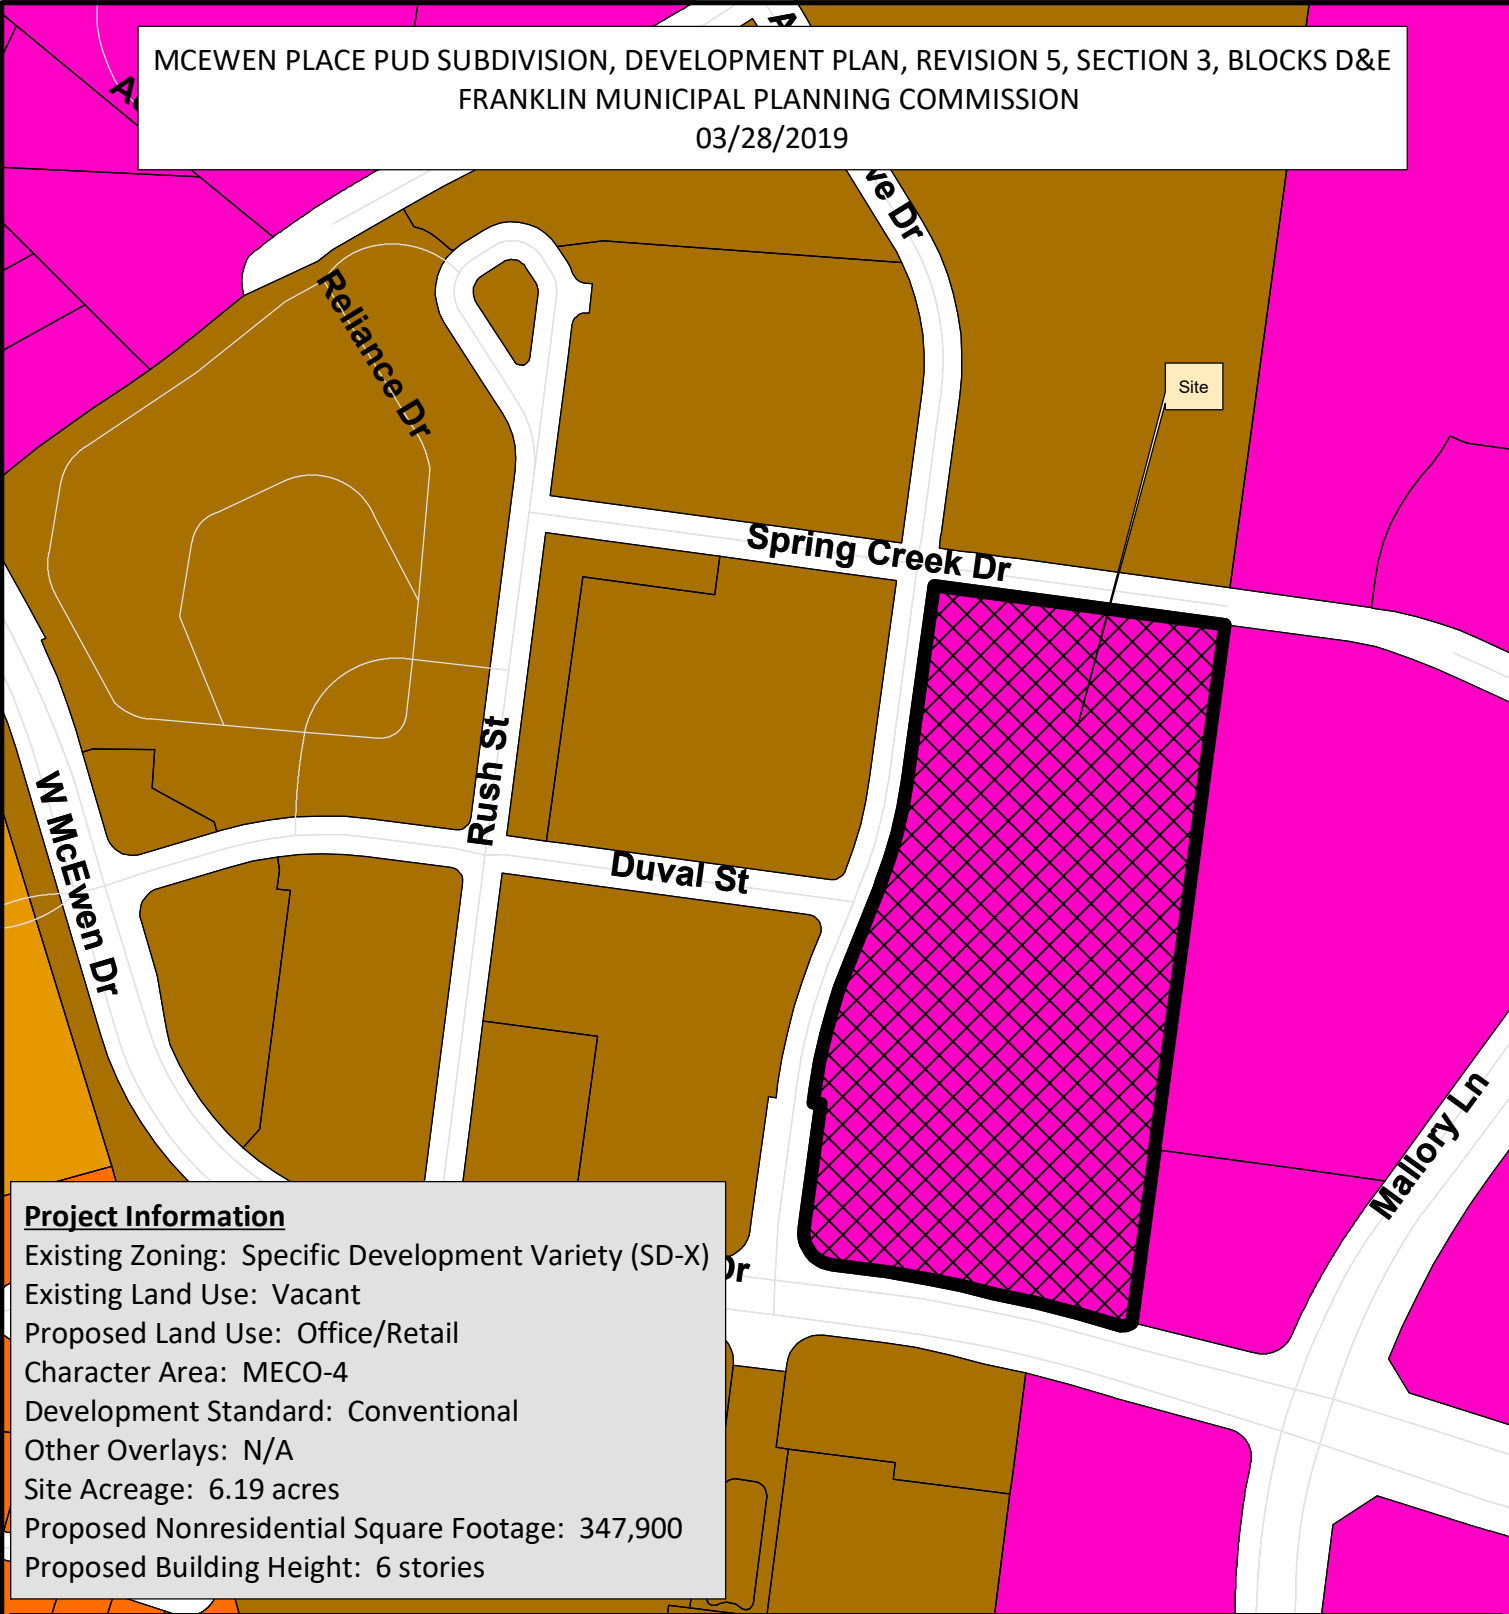 MCEWEN PLACE PUD SUBDIVISION, DEVELOPMENT PLAN, REVISION 5, SECTION 3, BLOCKS D&E
FRANKLIN MUNICIPAL PLANNING COMMISSION
03/28/2019
ve Dr
Reliance Dr
Site
Spring Creek Dr
Rush St
W McEwen Dr
Duval St
Mallory Ln
Dr
Project Information
Existing Zoning: Specific Development Variety (SD-X)
Existing Land Use: Vacant
Proposed Land Use: Office/Retail
Character Area: MECO-4
Development Standard: Conventional
Other Overlays: N/A
Site Acreage: 6.19 acres
Proposed Nonresidential Square Footage: 347,900
Proposed Building Height: 6 stories